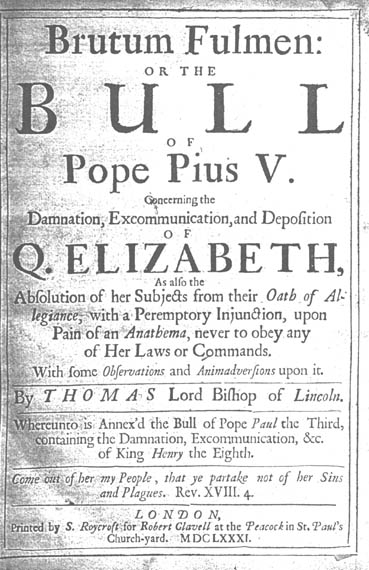 Brutum Fulmen:
OR THE
BULL
OF
Pope Pius V.
Concerning the
Damnation, Excommunication, and Deposition
OF
Q. ELIZABETH,
As also the
Absolution of her Subjects from their Oath of Al-
legiance, with a Peremptory Injunction, upon
Pain of an Anathema, never to obey any
of Her Laws or Commands.
With some Observations and Animadversions upon it.
By THOMAS Lord Bishop of Lincoln.
Whereunto is Annex'd the Bull of Pope Paul the Third,
containing the Damnation, Excommunication, &c.
of King Henry the Eighth.
Come out of her my People, that ye partake not of her Sins
and Plagues. Rev. XVIII. 4.
LONDON,
Printed by S. Roycroft for Robert Clavell at the Peacock in St. Paul's
Church-yard. MDCLXXXI.